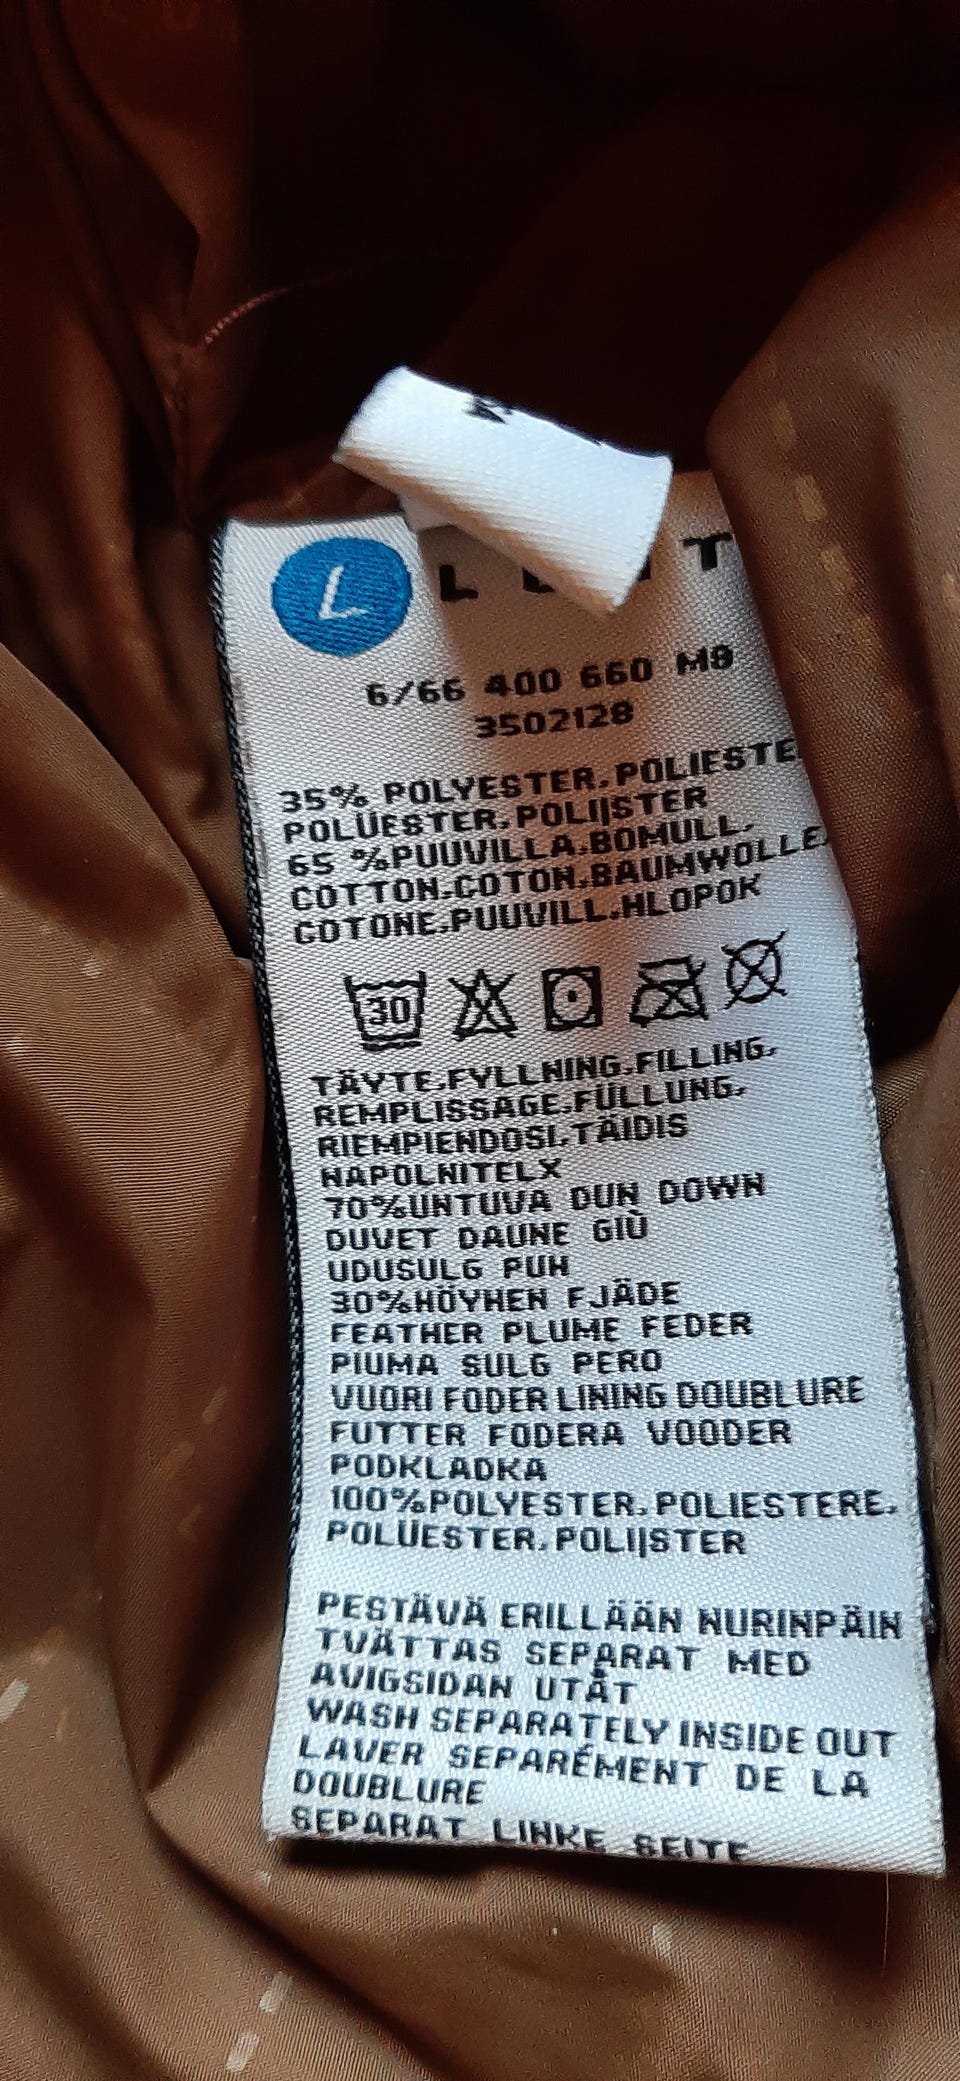 34
L
6/66 400 660 M8
3502128
35% POLYESTER,POLIESTE
POLÜESTER,POLIJSTER
65 %PUUVILLA,BOMULL,
COTTON,COTON,BAUMWOLLE,
COTONE,PUUVILL,HLOPOK
30
TÄYTE,FYLLNING,FILLING,
REMPLISSAGE,FÜLLUNG,
RIEMPIENDOSI,TÄIDIS
NAPOLNITELX
70%UNTUVA DUN DOWN
DUVET DAUNE GIÙ
UDUSULG PUH
30%HÖYHEN FJÄDE
FEATHER PLUME FEDER
PIUMA SULG PERO
VUORI FODER LINING DOUBLURE
FUTTER FODERA VOODER
PODKLADKA
100%POLYESTER,POLIESTERE,
POLÜESTER,POLIJSTER
PESTÄVÄ ERILLÄÄN NURINPÄIN
TVÄTTAS SEPARAT MED
AVIGSIDAN UTÅT
WASH SEPARATELY INSIDE OUT
LAVER SEPARÉMENT DE LA
DOUBLURE
SEPARAT LINKE SEITE